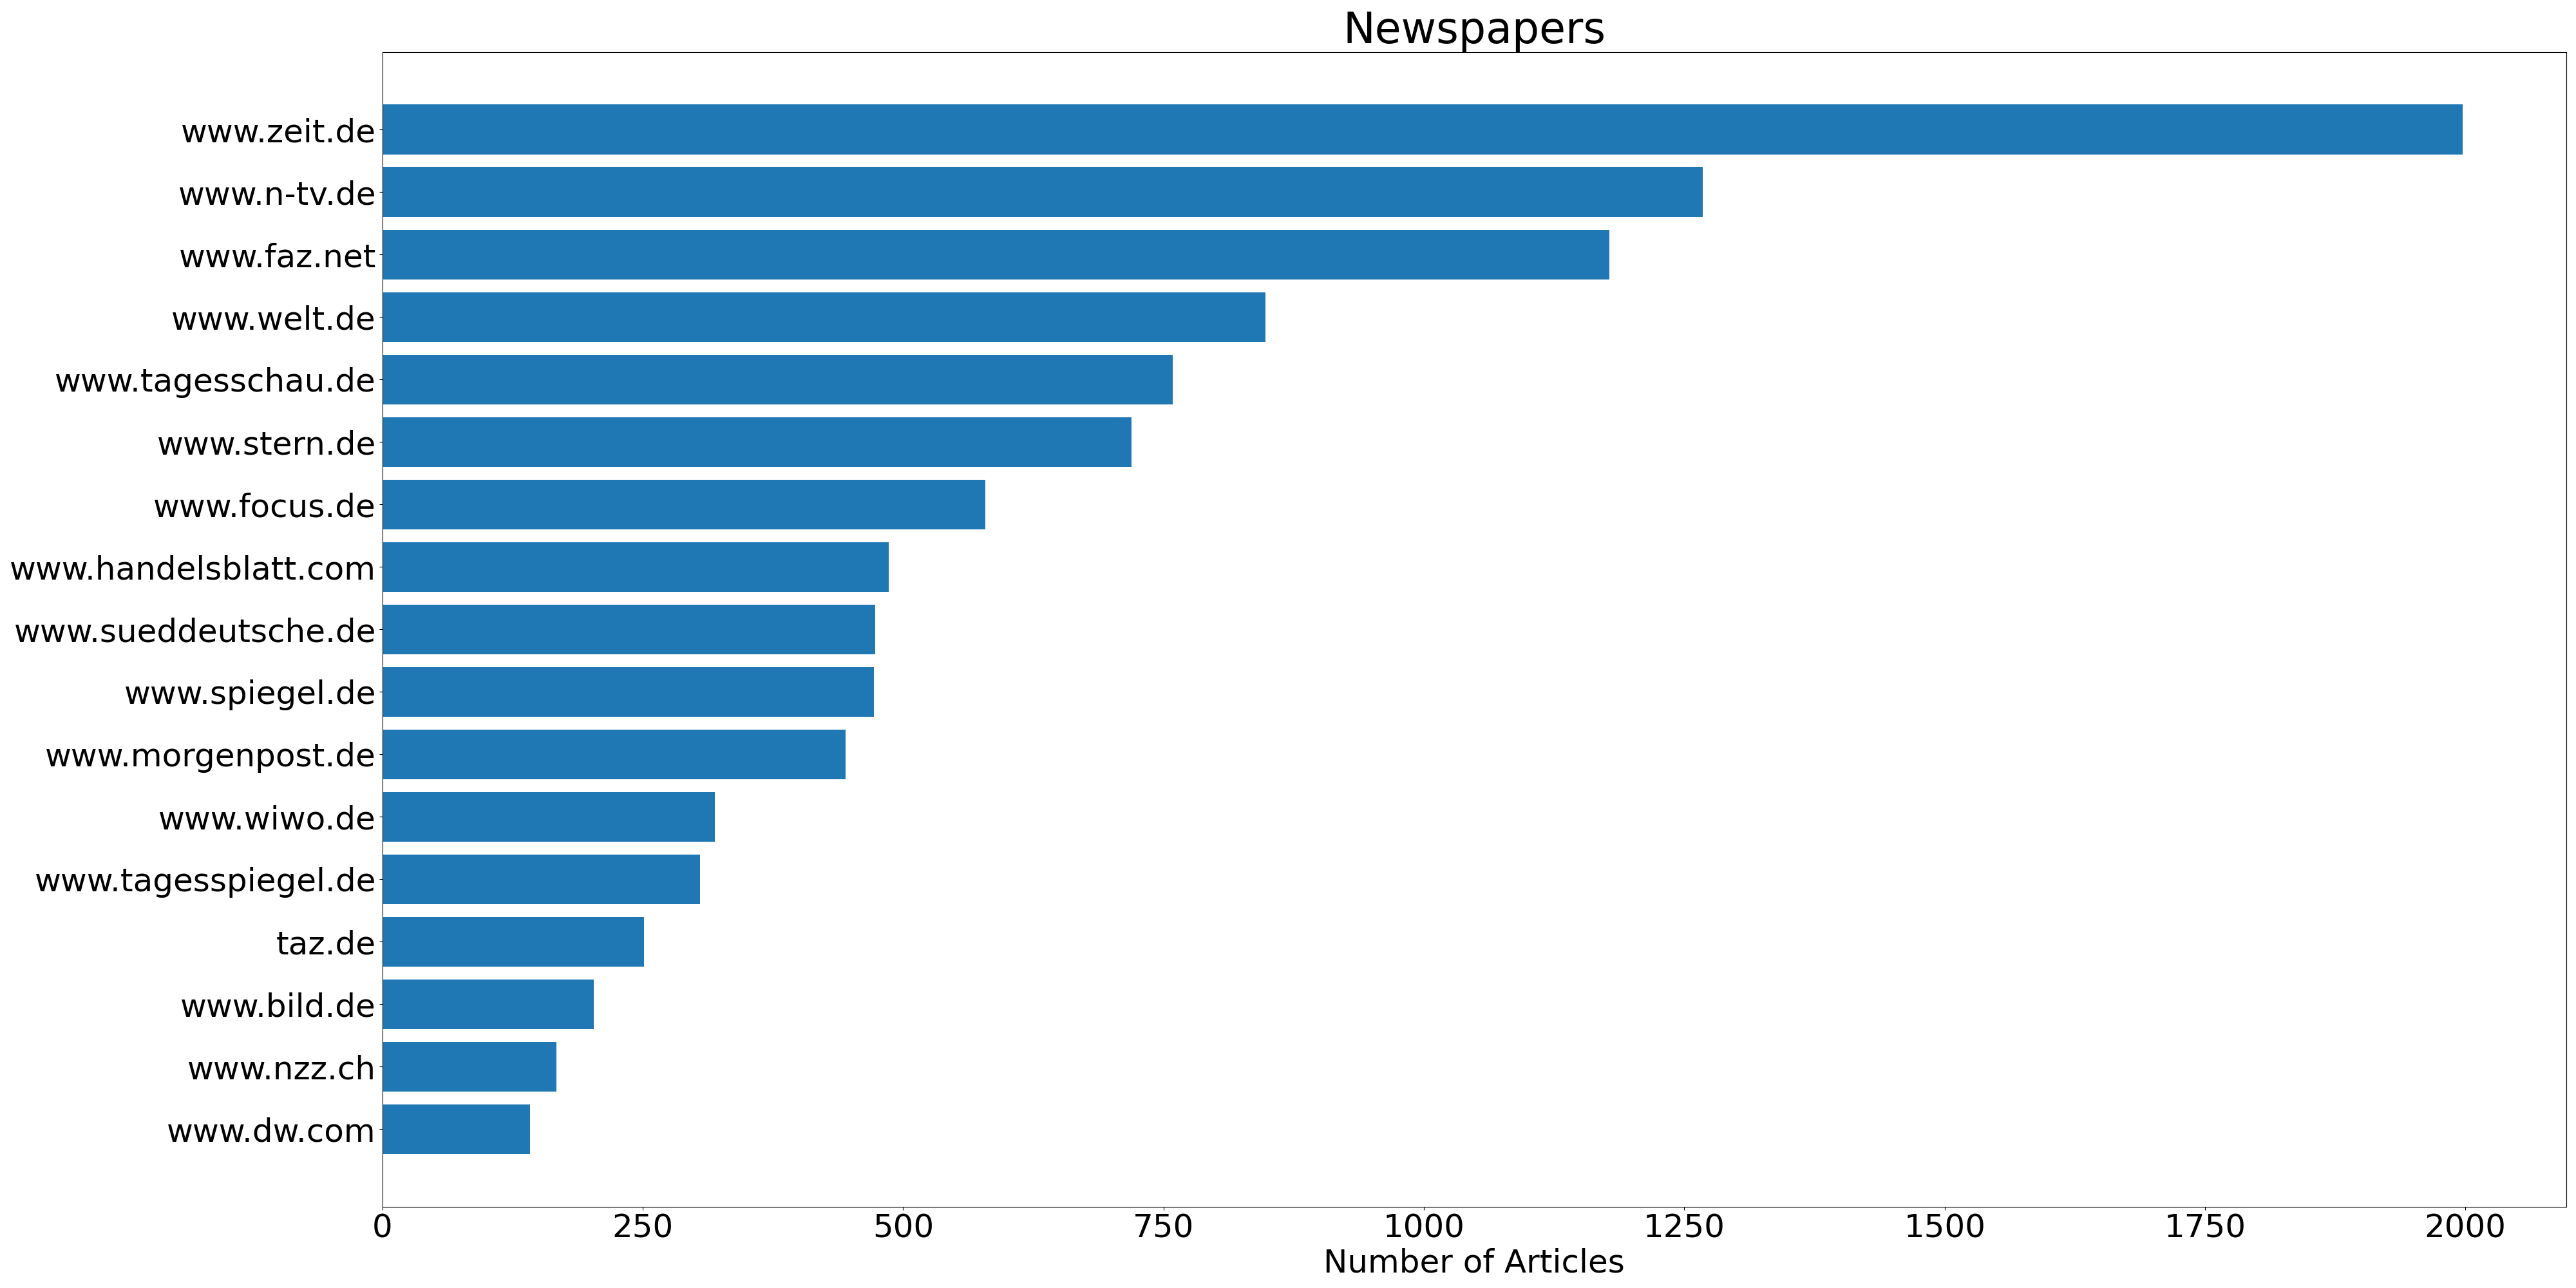 Newspapers
www.zeit.de
www.n-tv.de
www.faz.net
www.welt.de
www.tagesschau.de
www.stern.de
www.focus.de
www.handelsblatt.com
www.sueddeutsche.de
www.spiegel.de
www.morgenpost.de
www.wiwo.de
www.tagesspiegel.de
taz.de
www.bild.de
www.nzz.ch
www.dw.com
0 250 500 750 1000 1250 1500 1750 2000
Number of Articles